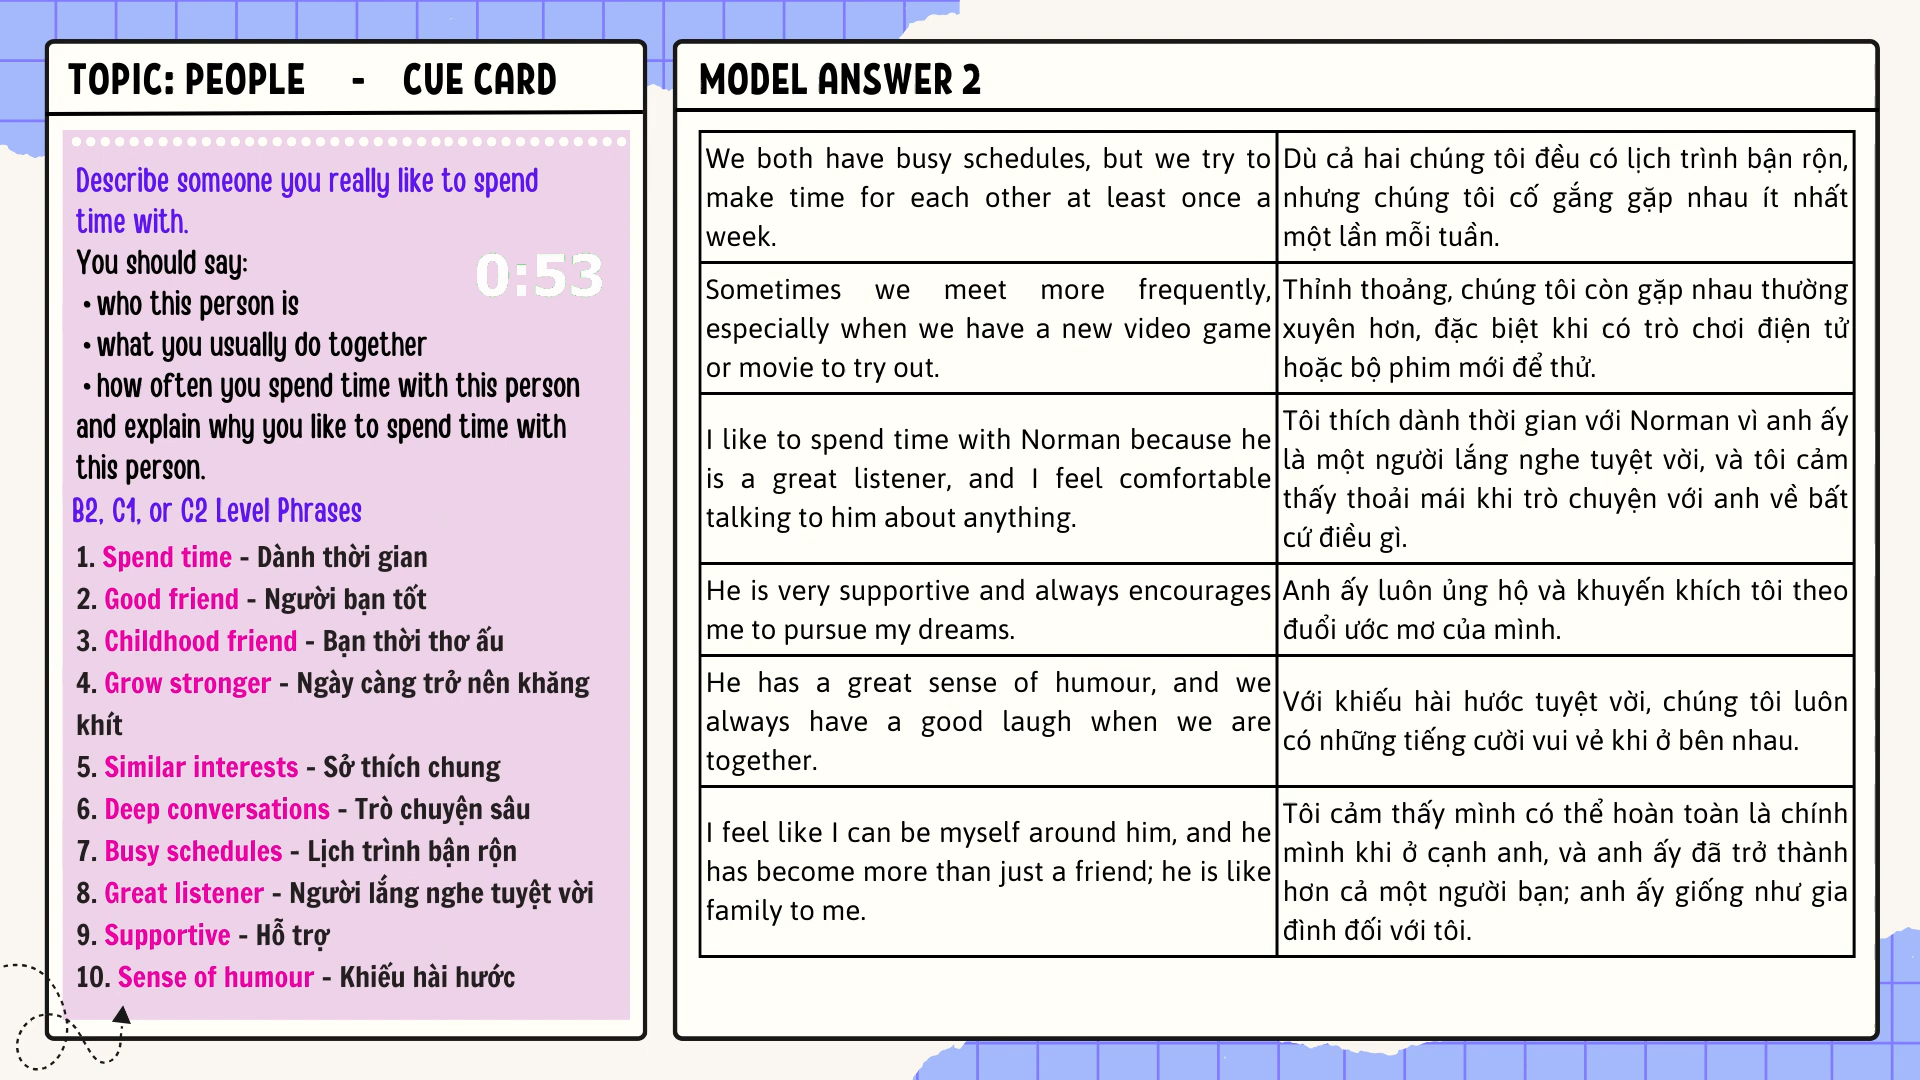 TOPIC: PEOPLE - CUE CARD
Describe someone you really like to spend
time with.
You should say:
0:53
• who this person is
• what you usually do together
• how often you spend time with this person
and explain why you like to spend time with
this person.
B2, C1, or C2 Level Phrases
1. Spend time - Dành thời gian
2. Good friend - Người bạn tốt
3. Childhood friend - Bạn thời thơ ấu
4. Grow stronger - Ngày càng trở nên khăng
khít
5. Similar interests - Sở thích chung
6. Deep conversations - Trò chuyện sâu
7. Busy schedules - Lịch trình bận rộn
8. Great listener - Người lắng nghe tuyệt vời
9. Supportive - Hỗ trợ
10. Sense of humour - Khiếu hài hước
MODEL ANSWER 2
We both have busy schedules, but we try to
make time for each other at least once a
week.
Dù cả hai chúng tôi đều có lịch trình bận rộn,
nhưng chúng tôi cố gắng gặp nhau ít nhất
một lần mỗi tuần.
Sometimes we meet more frequently,
especially when we have a new video game
or movie to try out.
Thỉnh thoảng, chúng tôi còn gặp nhau thường
xuyên hơn, đặc biệt khi có trò chơi điện tử
hoặc bộ phim mới để thử.
I like to spend time with Norman because he
is a great listener, and I feel comfortable
talking to him about anything.
Tôi thích dành thời gian với Norman vì anh ấy
là một người lắng nghe tuyệt vời, và tôi cảm
thấy thoải mái khi trò chuyện với anh về bất
cứ điều gì.
He is very supportive and always encourages
me to pursue my dreams.
Anh ấy luôn ủng hộ và khuyến khích tôi theo
đuổi ước mơ của mình.
He has a great sense of humour, and we
always have a good laugh when we are
together.
Với khiếu hài hước tuyệt vời, chúng tôi luôn
có những tiếng cười vui vẻ khi ở bên nhau.
I feel like I can be myself around him, and he
has become more than just a friend; he is like
family to me.
Tôi cảm thấy mình có thể hoàn toàn là chính
mình khi ở cạnh anh, và anh ấy đã trở thành
hơn cả một người bạn; anh ấy giống như gia
đình đối với tôi.